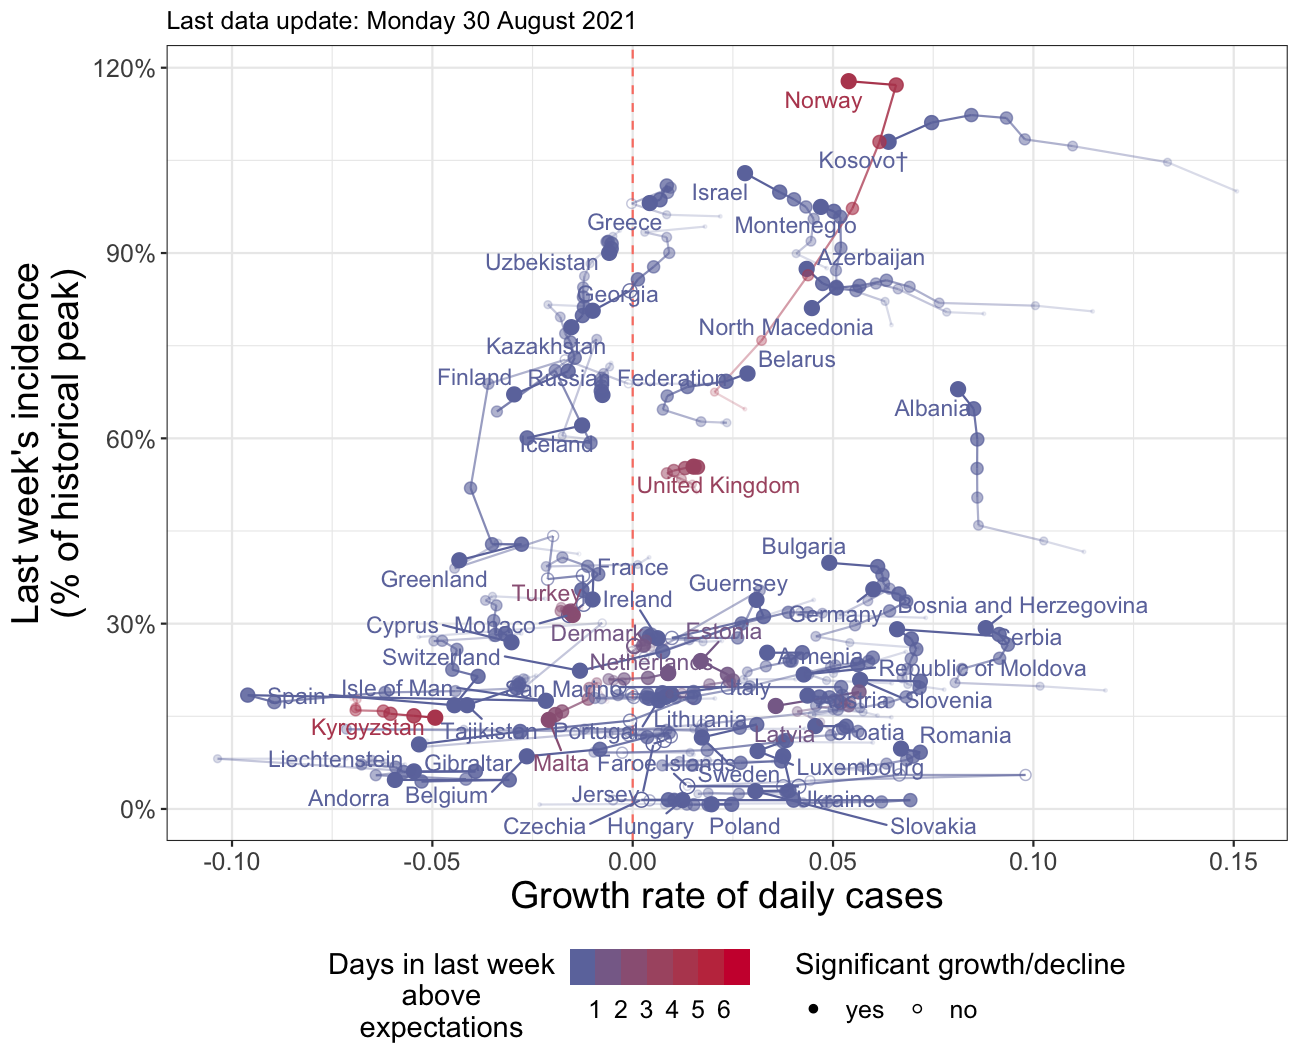 Last data update: Monday 30 August 2021
Last week's incidence
(% of historical peak)
120%
90%
60%
30%
0%
Norway
Kosovo†
Israel
Greece
Montenegro
Uzbekistan
Azerbaijan
Georgia
North Macedonia
Kazakhstan
Belarus
Finland
Russian Federation
Albania
Iceland
United Kingdom
Bulgaria
Greenland
France
Guernsey
Turkey
Ireland
Bosnia and Herzegovina
Germany
Cyprus
Monaco
Denmark
Estonia
Serbia
Switzerland
Netherlands
Armenia
Republic of Moldova
Spain
Isle of Man
San Marino
Italy
Slovenia
Kyrgyzstan
Tajikistan
Portugal
Lithuania
Latvia
Croatia
Romania
Liechtenstein
Gibraltar
Malta
Faroe Islands
Sweden
Luxembourg
Andorra
Belgium
Jersey
Ukraine
Czechia
Hungary
Poland
Slovakia
-0.10
-0.05
0.00
0.05
0.10
0.15
Growth rate of daily cases
Days in last week
above
expectations
1 2 3 4 5 6
Significant growth/decline
yes
no